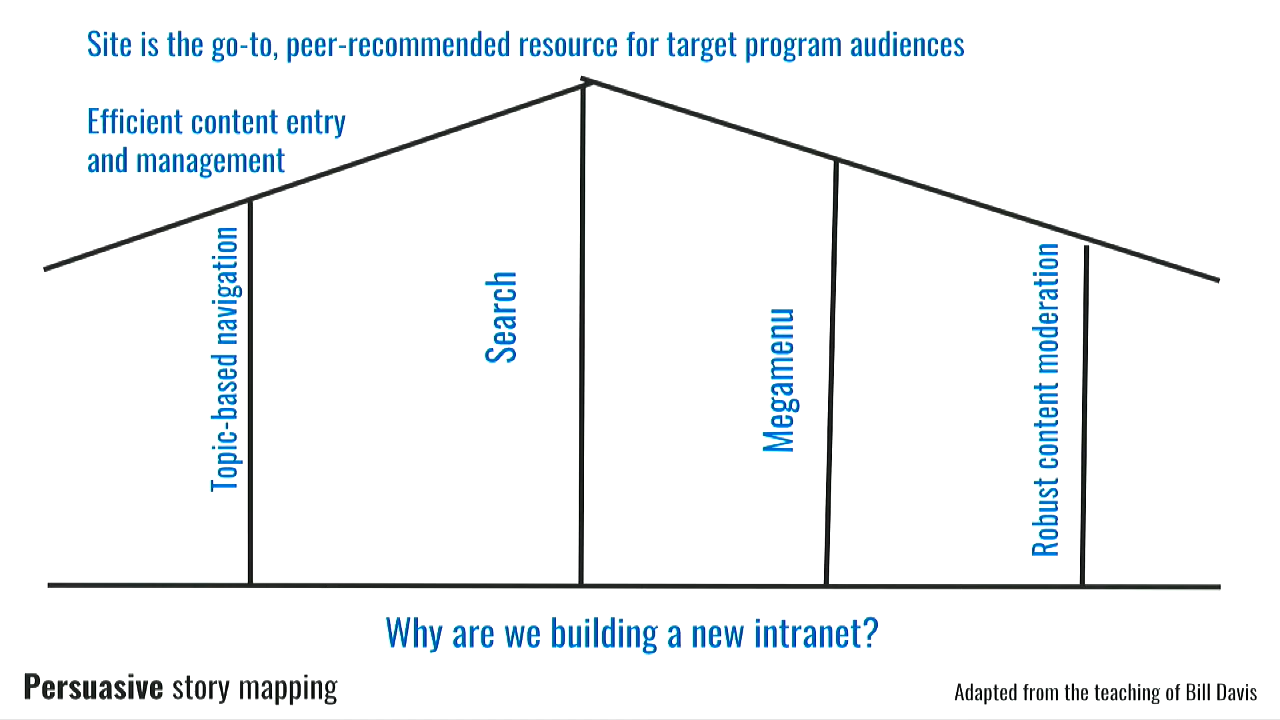 Site is the go-to, peer-recommended resource for target program audiences
Efficient content entry
and management
Topic-based navigation
Search
Megamenu
Robust content moderation
Why are we building a new intranet?
Persuasive story mapping
Adapted from the teaching of Bill Davis